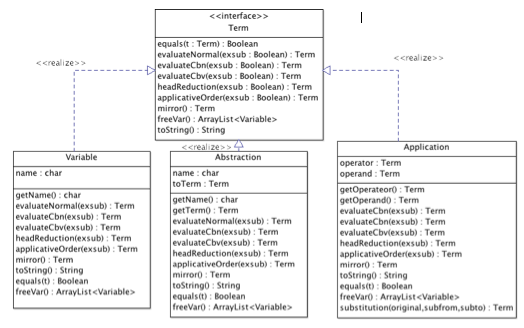 <<interface>>
Term
equals(t : Term) : Boolean
evaluateNormal(exsub : Boolean) : Term
evaluateCbn(exsub : Boolean) : Term
evaluateCbv(exsub : Boolean) : Term
headReduction(exsub : Boolean) : Term
applicativeOrder(exsub : Boolean) : Term
mirror() : Term
freeVar() : ArrayList<Variable>
toString() : String
<<realize>>
<<realize>>
<<realize>>
Variable
name : char
getName() : char
evaluateNormal(exsub) : Term
evaluateCbn(exsub) : Term
evaluateCbv(exsub) : Term
headReduction(exsub) : Term
applicativeOrder(exsub) : Term
mirror() : Term
toString() : String
equals(t) : Boolean
freeVar() : ArrayList<Variable>
Abstraction
name : char
toTerm : Term
getName() : char
getTerm() : Term
evaluateNormal(exsub) : Term
evaluateCbn(exsub) : Term
evaluateCbv(exsub) : Term
headReduction(exsub) : Term
applicativeOrder(exsub) : Term
mirror() : Term
toString() : String
equals(t) : Boolean
freeVar() : ArrayList<Variable>
Application
operator : Term
operand : Term
getOperateor() : Term
getOperand() : Term
evaluateCbn(exsub) : Term
evaluateCbv(exsub) : Term
headReduction(exsub) : Term
applicativeOrder(exsub) : Term
mirror() : Term
toString() : String
equals(t) : Boolean
freeVar() : ArrayList<Variable>
substitution(original,subfrom,subto) : Term